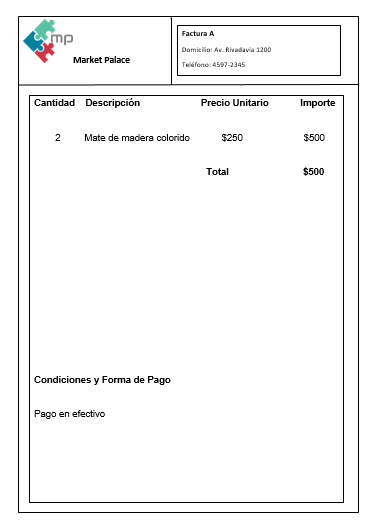 mp
Market Palace
Factura A
Domicilio: Av. Rivadavia 1200
Teléfono: 4597-2345
Cantidad Descripción Precio Unitario Importe
2 Mate de madera colorido $250 $500
Total $500
Condiciones y Forma de Pago
Pago en efectivo